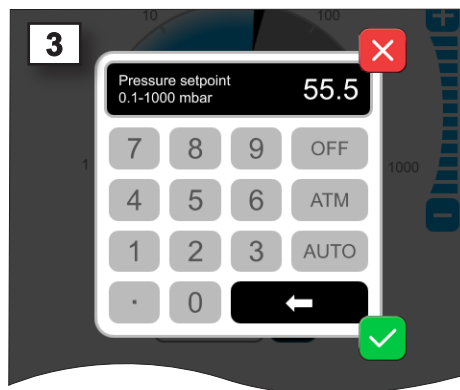 3
10
100
Pressure setpoint
0.1-1000 mbar
55.5
7 8 9 OFF
1
1000
4 5 6 ATM
1 2 3 AUTO
. 0